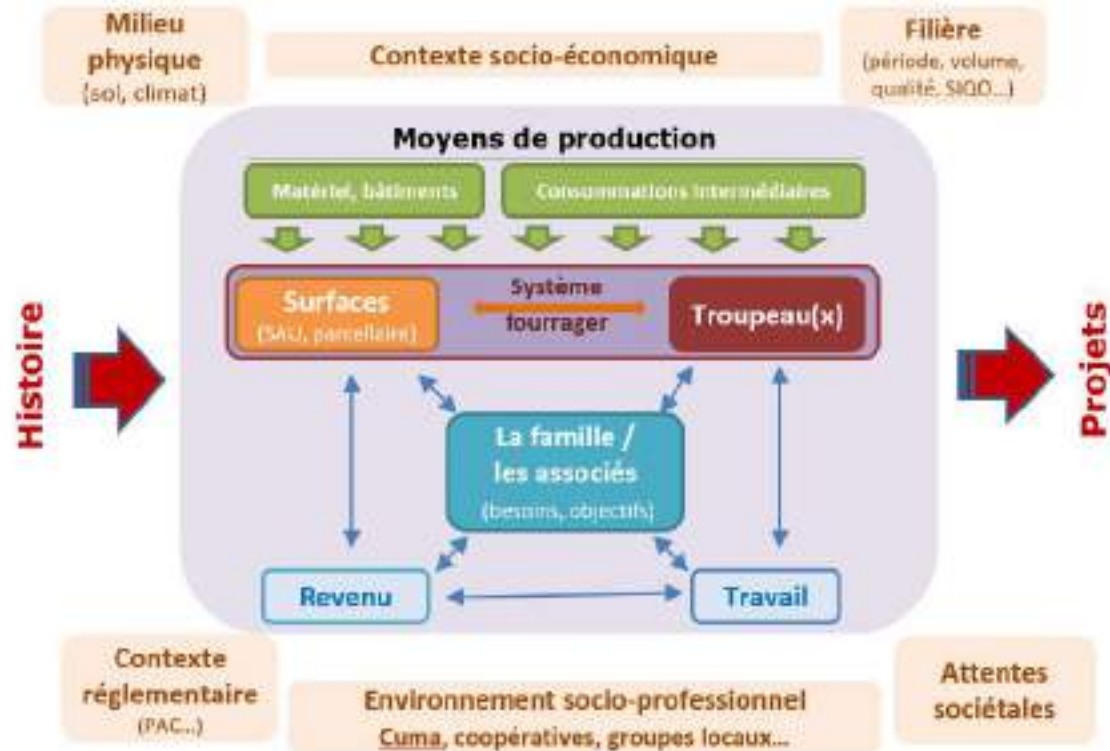 Milieu
physique
(sol, climat)
Contexte socio-économique
Filière
(période, volume,
qualité, SIQO...)
Moyens de production
Matériel, bâtiments
Consommations intermédiaires
Surfaces
(SAU, parcellaire)
Système
fourrager
Troupeau(x)
Histoire
Projets
La famille /
les associés
(besoins, objectifs)
Revenu
Travail
Contexte
réglementaire
(PAC...)
Environnement socio-professionnel
Cuma, coopératives, groupes locaux...
Attentes
sociétales